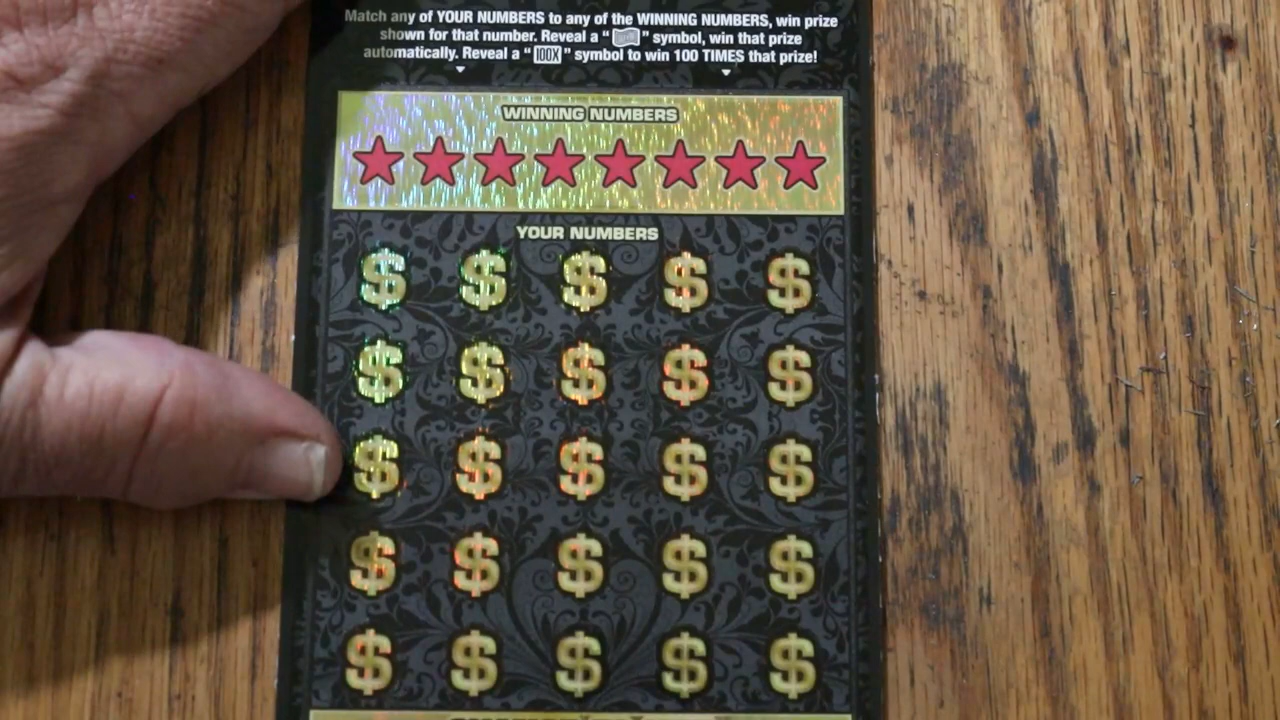 Match any of YOUR NUMBERS to any of the WINNING NUMBERS, win prize
shown for that number. Reveal a " " symbol, win that prize
automatically. Reveal a "100X" symbol to win 100 TIMES that prize!
WINNING NUMBERS
YOUR NUMBERS
$ $ $ $ $
$ $ $ $ $
$ $ $ $ $
$ $ $ $ $
$ $ $ $ $